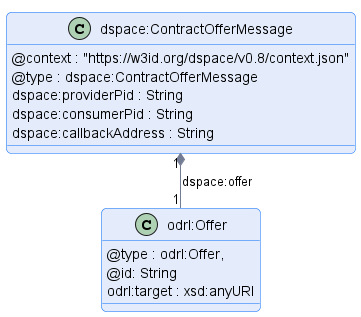 C dspace:ContractOfferMessage
@context : "https://w3id.org/dspace/v0.8/context.json"
@type : dspace:ContractOfferMessage
dspace:providerPid : String
dspace:consumerPid : String
dspace:callbackAddress : String
1
dspace:offer
1
C odrl:Offer
@type : odrl:Offer,
@id: String
odrl:target : xsd:anyURI